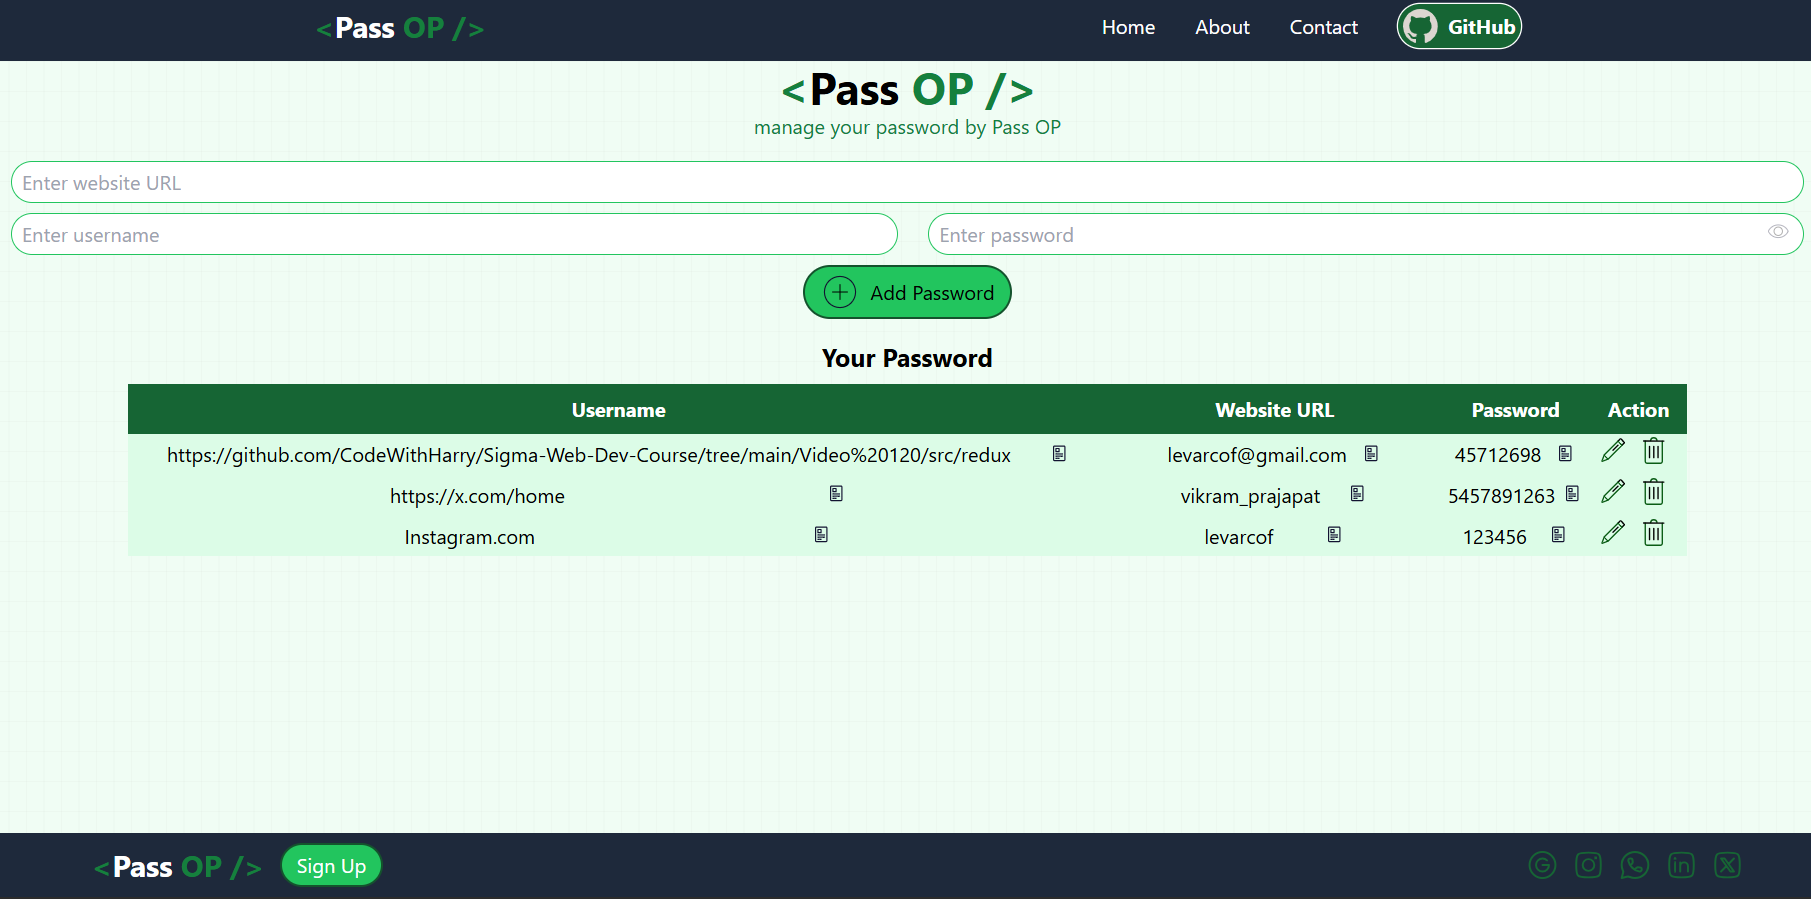 <Pass OP /> Home About Contact GitHub
<Pass OP />
manage your password by Pass OP
Enter website URL
Enter username Enter password
Add Password
Your Password
Username Website URL Password Action
https://github.com/CodeWithHarry/Sigma-Web-Dev-Course/tree/main/Video%20120/src/redux levarcof@gmail.com 45712698
https://x.com/home vikram_prajapat 5457891263
Instagram.com levarcof 123456
<Pass OP /> Sign Up